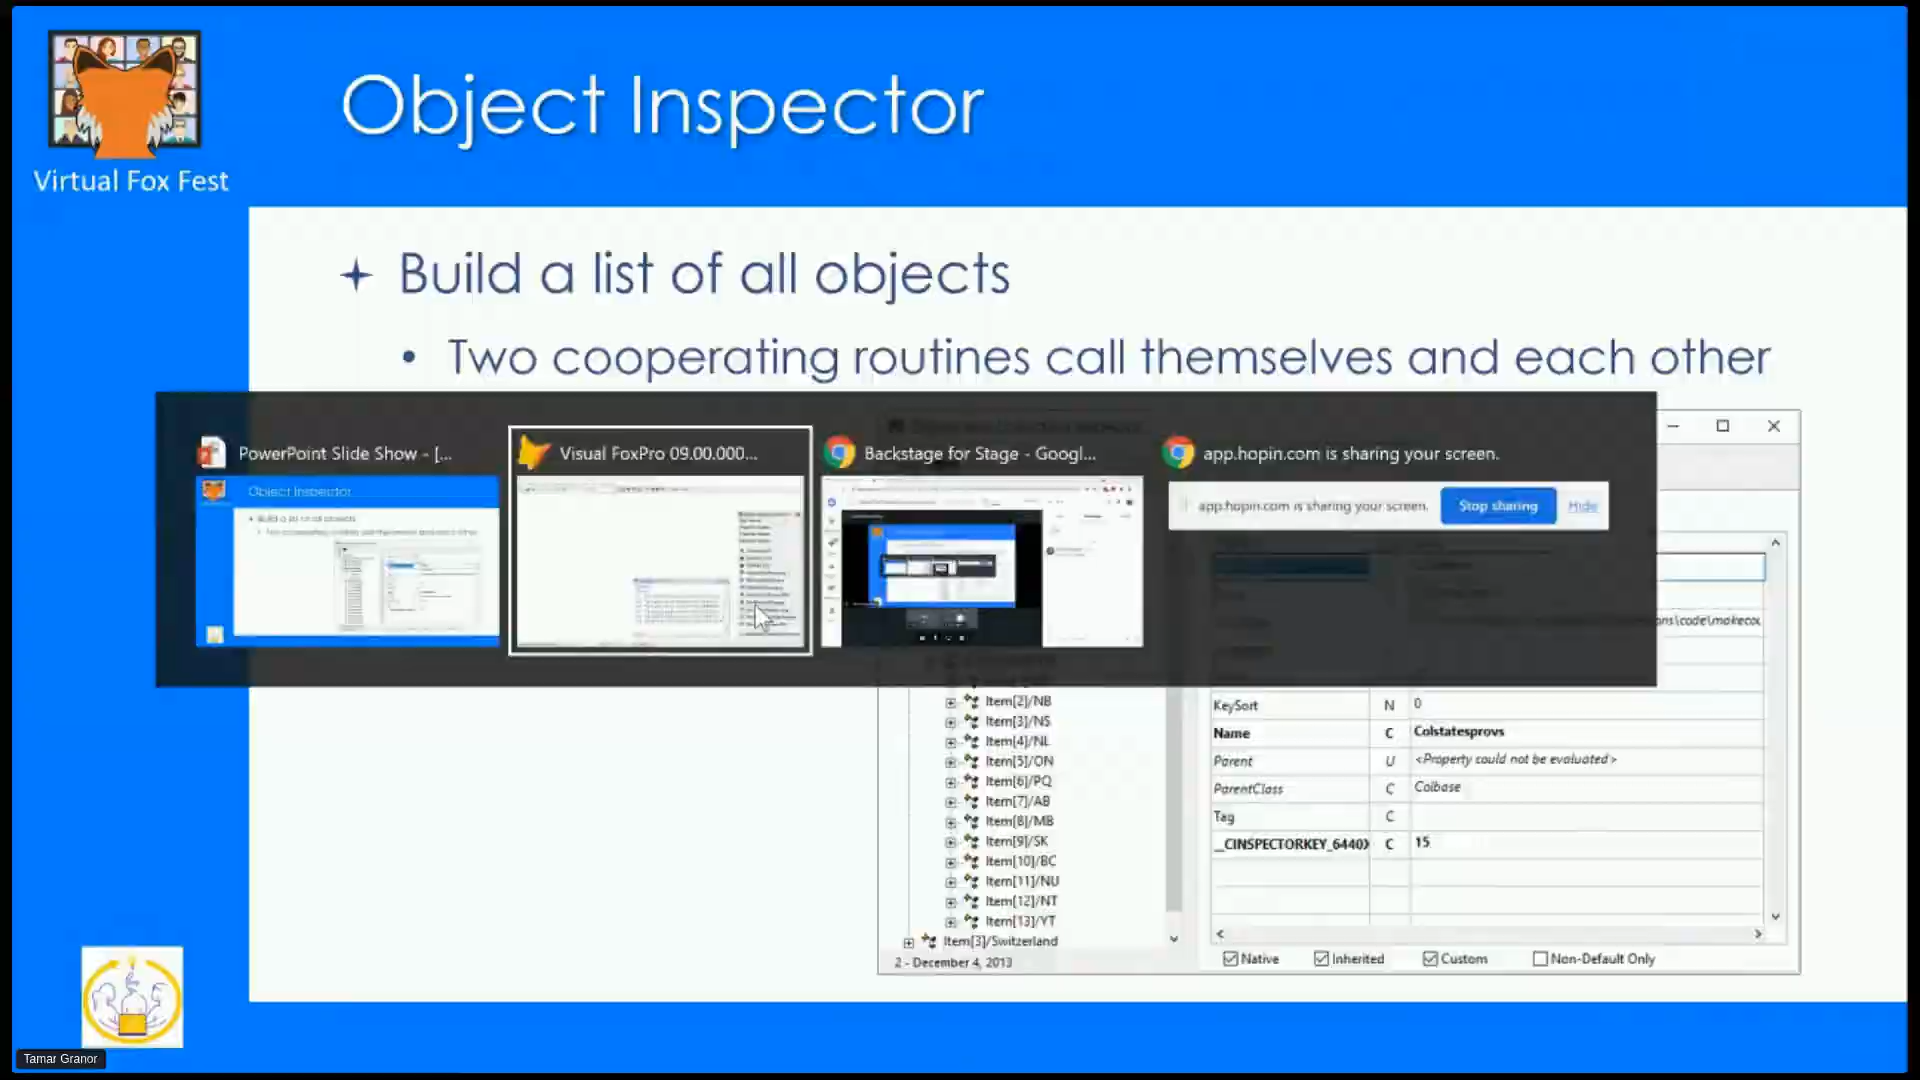 Object Inspector
Virtual Fox Fest
Build a list of all objects
Two cooperating routines call themselves and each other
PowerPoint Slide Show - [...
Visual FoxPro 09.00.000...
Backstage for Stage - Googl...
app.hopin.com is sharing your screen.
Object Inspector
app.hopin.com is sharing your screen.
Stop sharing
Hide
Item[2]/NB
Item[3]/NS
Item[4]/NL
Item[5]/ON
Item[6]/PQ
Item[7]/AB
Item[8]/MB
Item[9]/SK
Item[10]/BC
Item[11]/NU
Item[12]/NT
Item[13]/YT
Item[3]/Switzerland
2 - December 4, 2013
KeySort N 0
Name C Colstatesprovs
Parent U <Property could not be evaluated>
ParentClass C Colbase
Tag C
__CINSPECTORKEY_6440X C 15
Native
Inherited
Custom
Non-Default Only
Tamar Granor